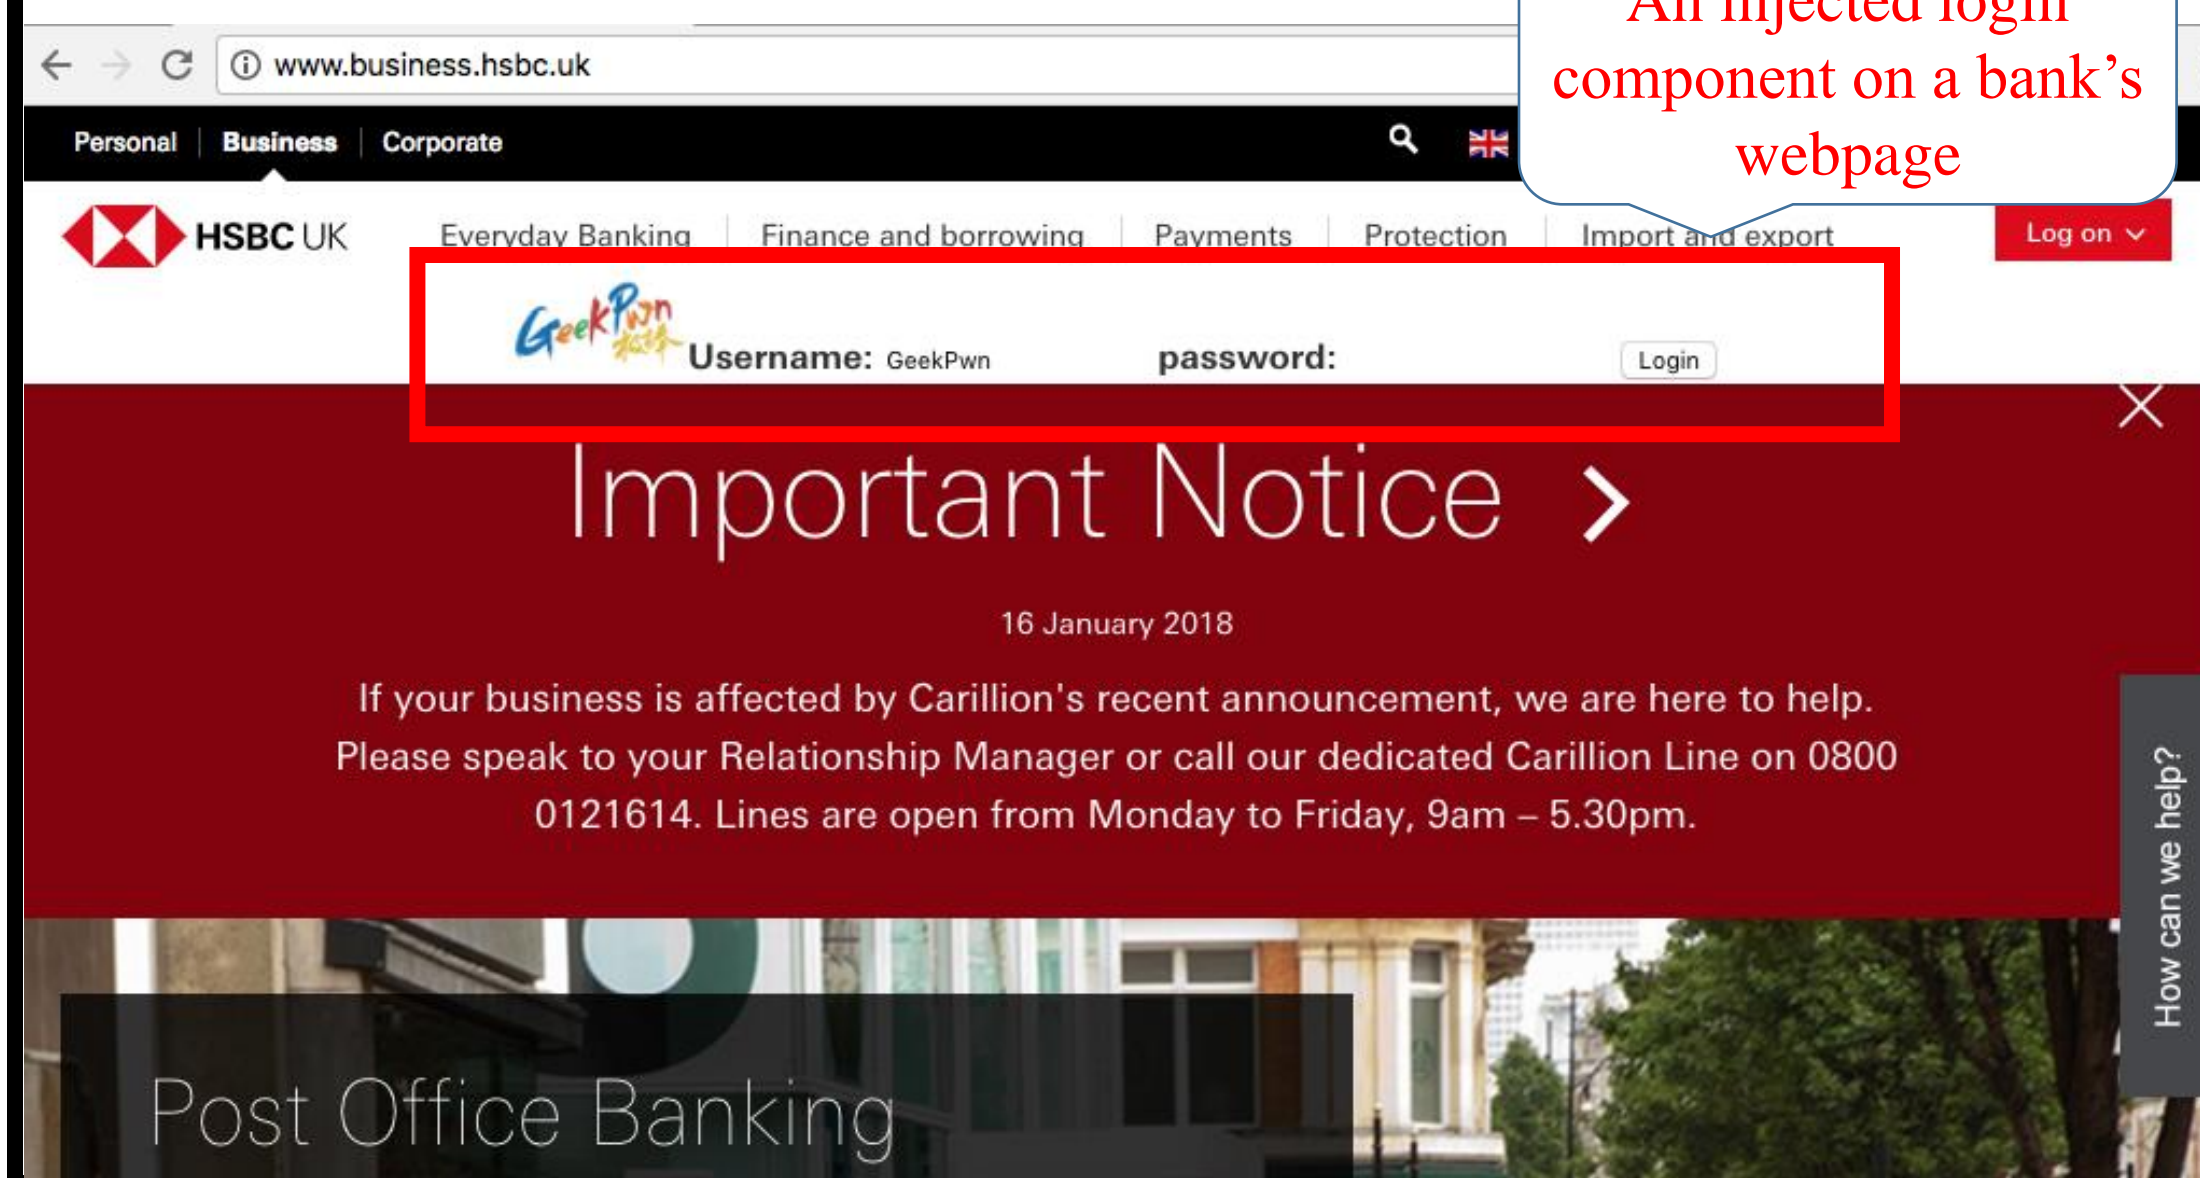 An injected login
component on a bank's
webpage
www.business.hsbc.uk
Personal Business Corporate
HSBC UK Everyday Banking Finance and borrowing Payments Protection Import and export Log on
GeekPwn
Username: GeekPwn password: Login
Important Notice >
16 January 2018
If your business is affected by Carillion's recent announcement, we are here to help.
Please speak to your Relationship Manager or call our dedicated Carillion Line on 0800
0121614. Lines are open from Monday to Friday, 9am – 5.30pm.
How can we help?
Post Office Banking